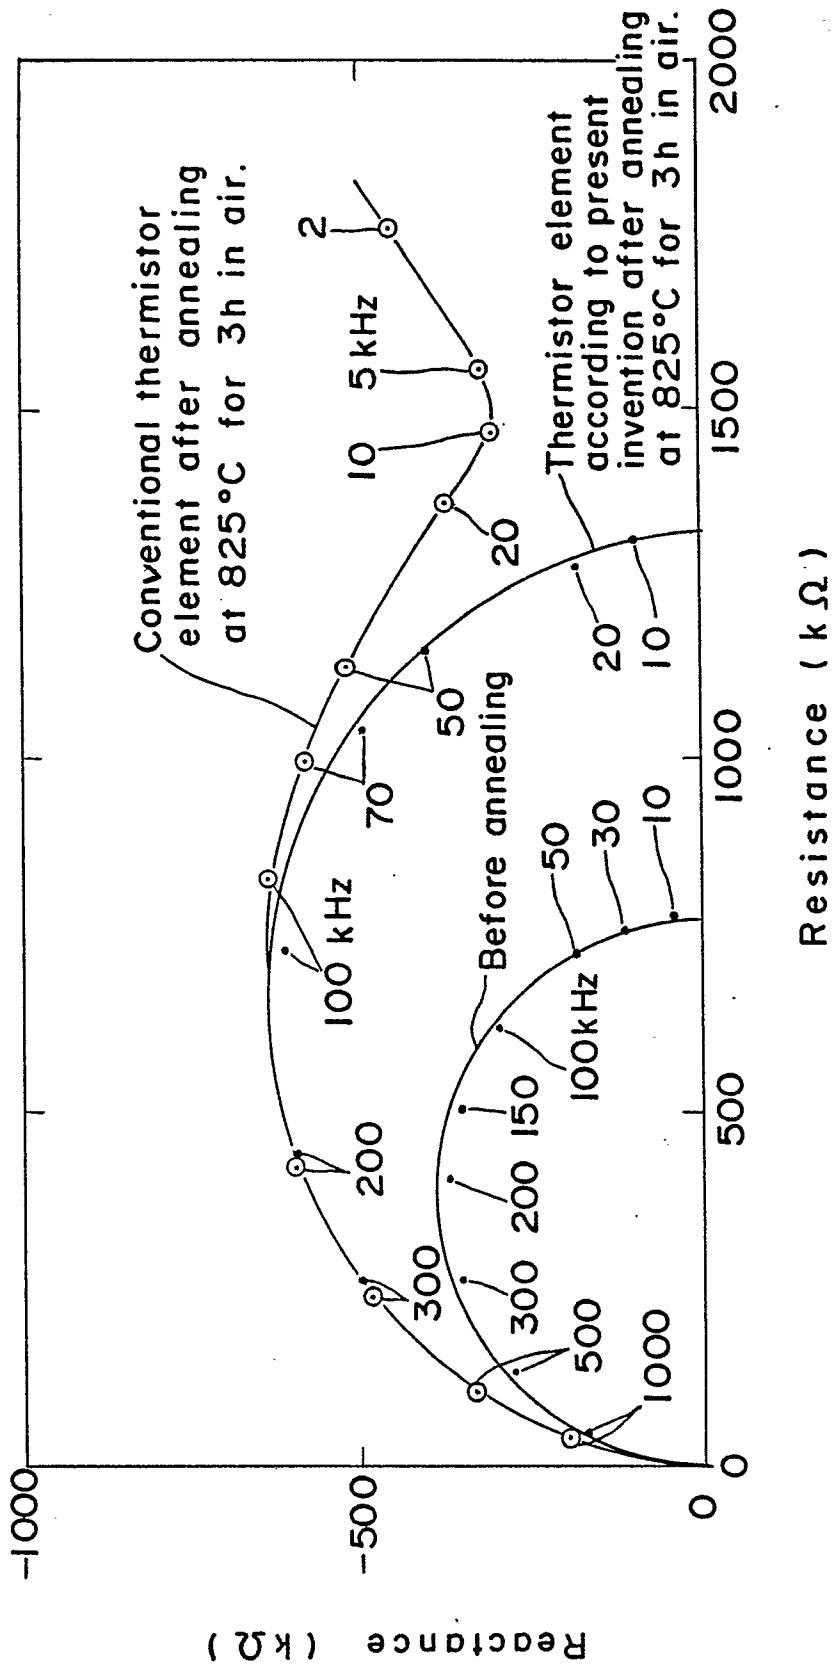 Conventional thermistor
element after annealing
at 825°C for 3h in air.
2
5 kHz
10
20
50
70
100 kHz
200
300
500
1000
Thermistor element
according to present
invention after annealing
at 825°C for 3h in air.
20
10
Before annealing
50
30
10
100kHz
150
200
300
-1000
-500
0
0
500
1000
1500
2000
Reactance (kΩ)
Resistance (kΩ)